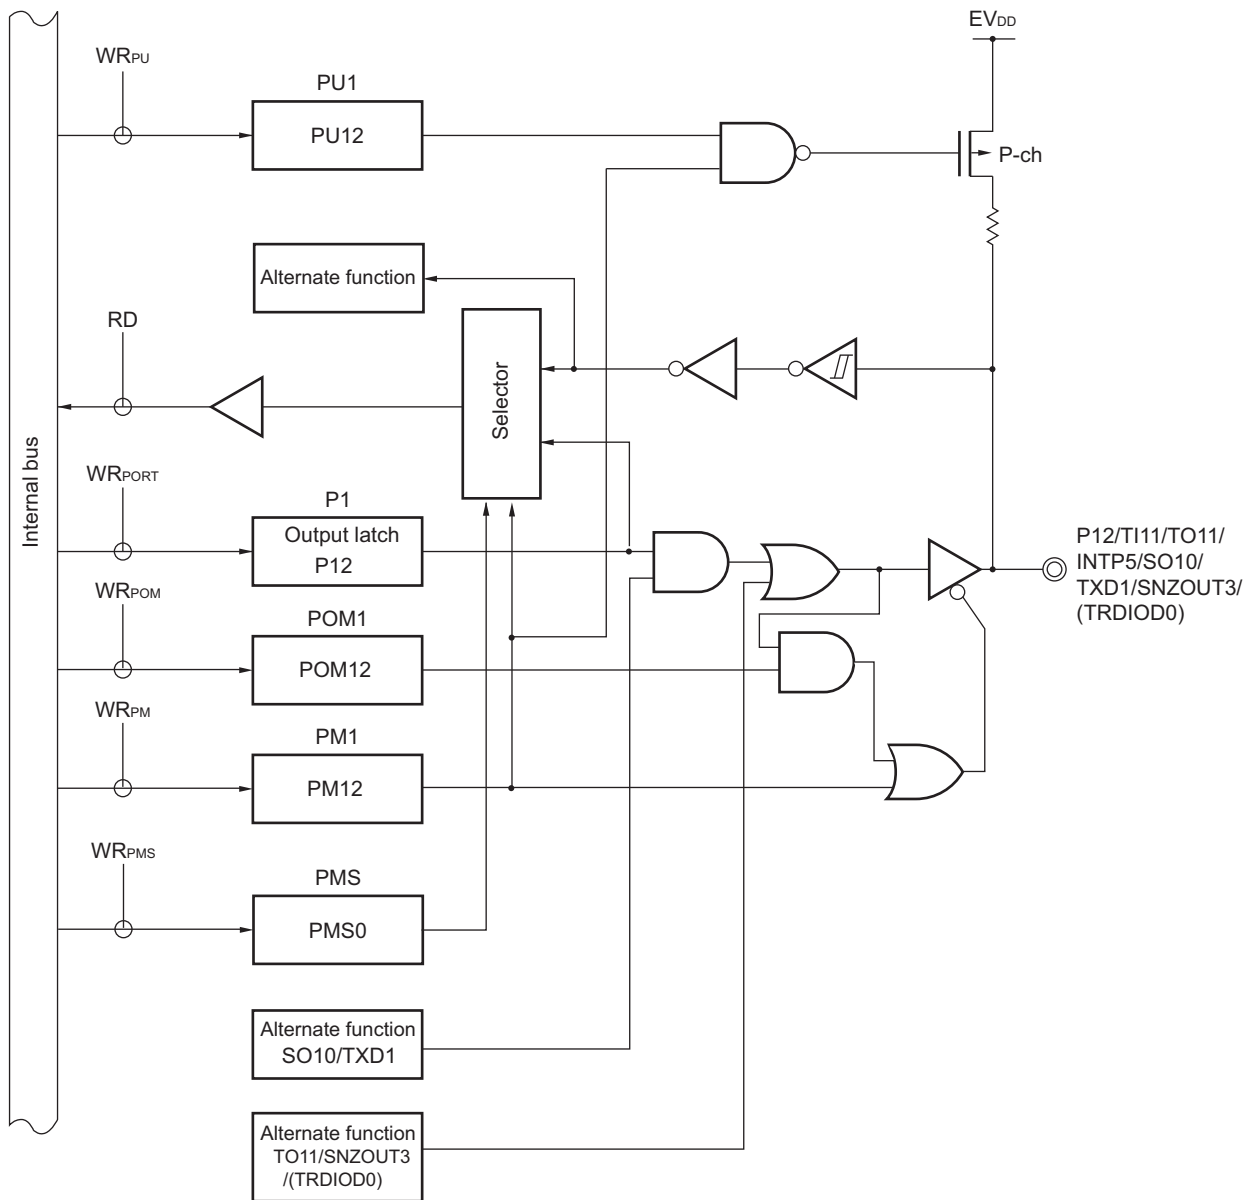 EVDD
WRPU
PU1
PU12
P-ch
Alternate function
RD
Selector
Internal bus
WRPORT
P1
Output latch
P12
P12/TI11/TO11/
INTP5/SO10/
TXD1/SNZOUT3/
(TRDIOD0)
WRPOM
POM1
POM12
WRPM
PM1
PM12
WRPMS
PMS
PMS0
Alternate function
SO10/TXD1
Alternate function
TO11/SNZOUT3
/(TRDIOD0)